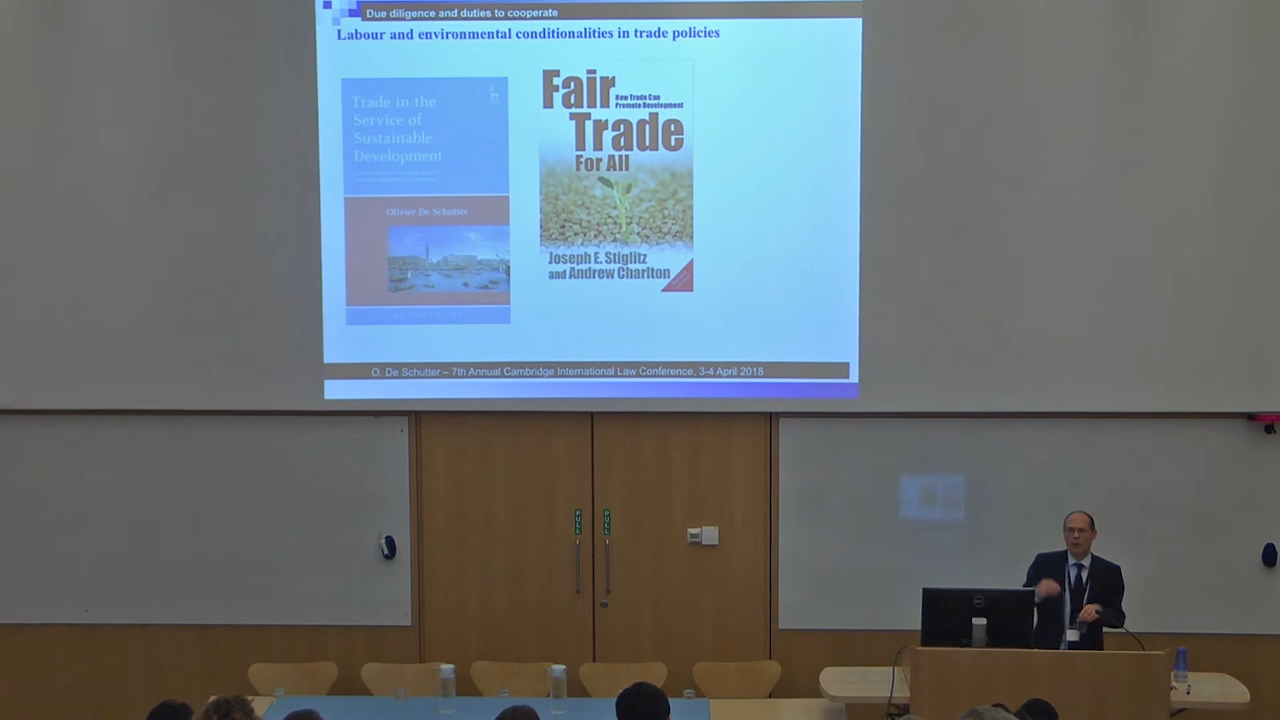 Due diligence and duties to cooperate
Labour and environmental conditionalities in trade policies
Trade in the
Service of
Sustainable
Development
Olivier De Schutter
Fair
How Trade Can
Promote Development
Trade
For All
Joseph E. Stiglitz
and Andrew Charlton
O. De Schutter – 7th Annual Cambridge International Law Conference, 3-4 April 2018
PULL
PULL
DELL